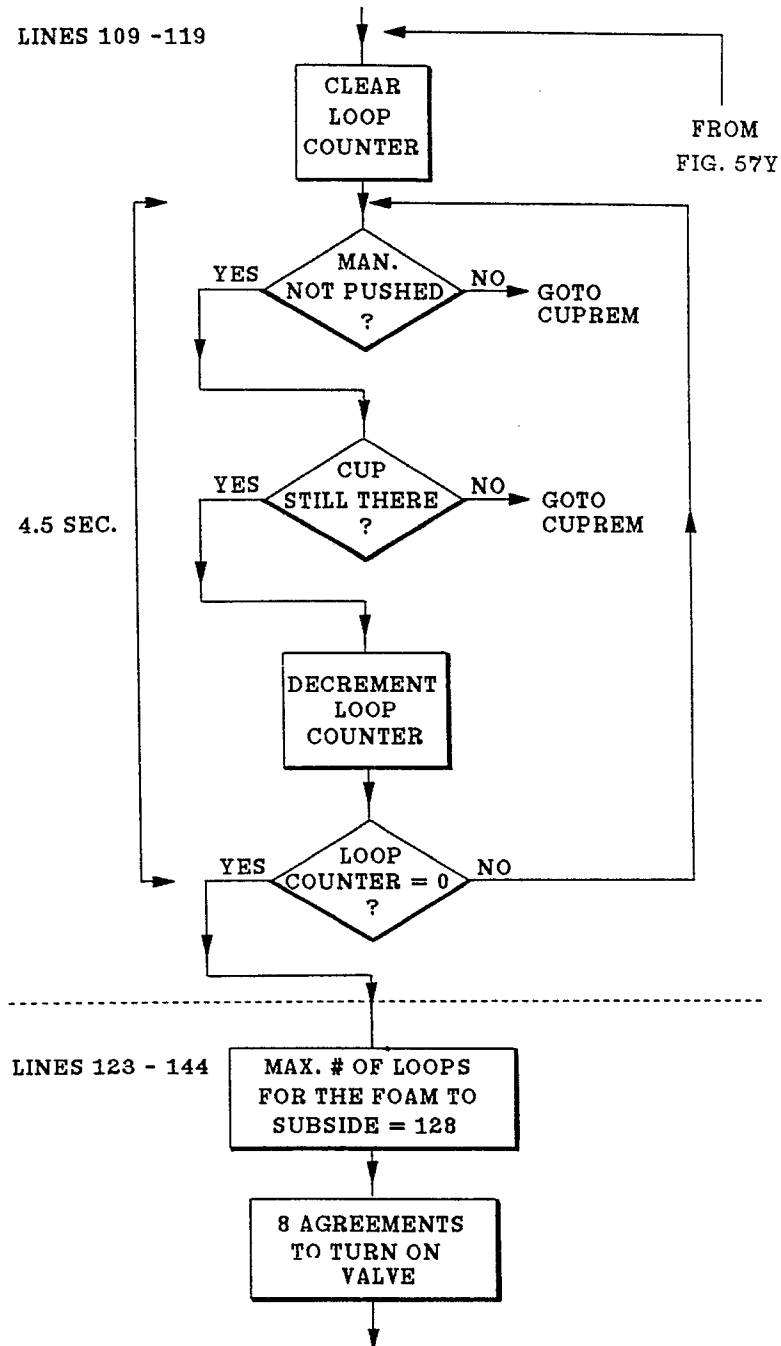 LINES 109 -119
CLEAR
LOOP
COUNTER
FROM
FIG. 57Y
MAN.
NOT PUSHED
?
YES
NO
GOTO
CUPREM
CUP
STILL THERE
?
YES
NO
GOTO
CUPREM
4.5 SEC.
DECREMENT
LOOP
COUNTER
LOOP
COUNTER = 0
?
YES
NO
LINES 123 - 144
MAX. # OF LOOPS
FOR THE FOAM TO
SUBSIDE = 128
8 AGREEMENTS
TO TURN ON
VALVE